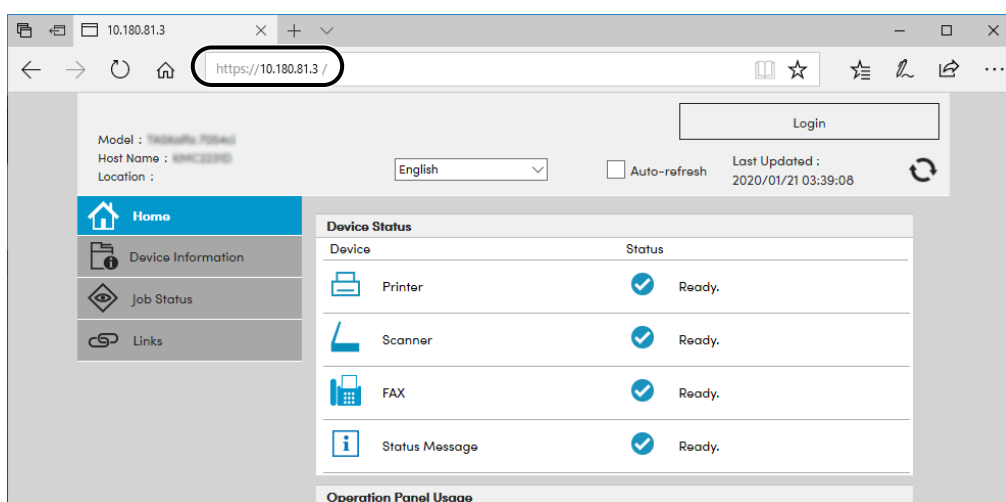 10.180.81.3
https://10.180.81.3 /
Login
Model :
Host Name :
Location :
English
Auto-refresh
Last Updated :
2020/01/21 03:39:08
Home
Device Information
Job Status
Links
Device Status
Device Status
Printer Ready.
Scanner Ready.
FAX Ready.
Status Message Ready.
Operation Panel Usage